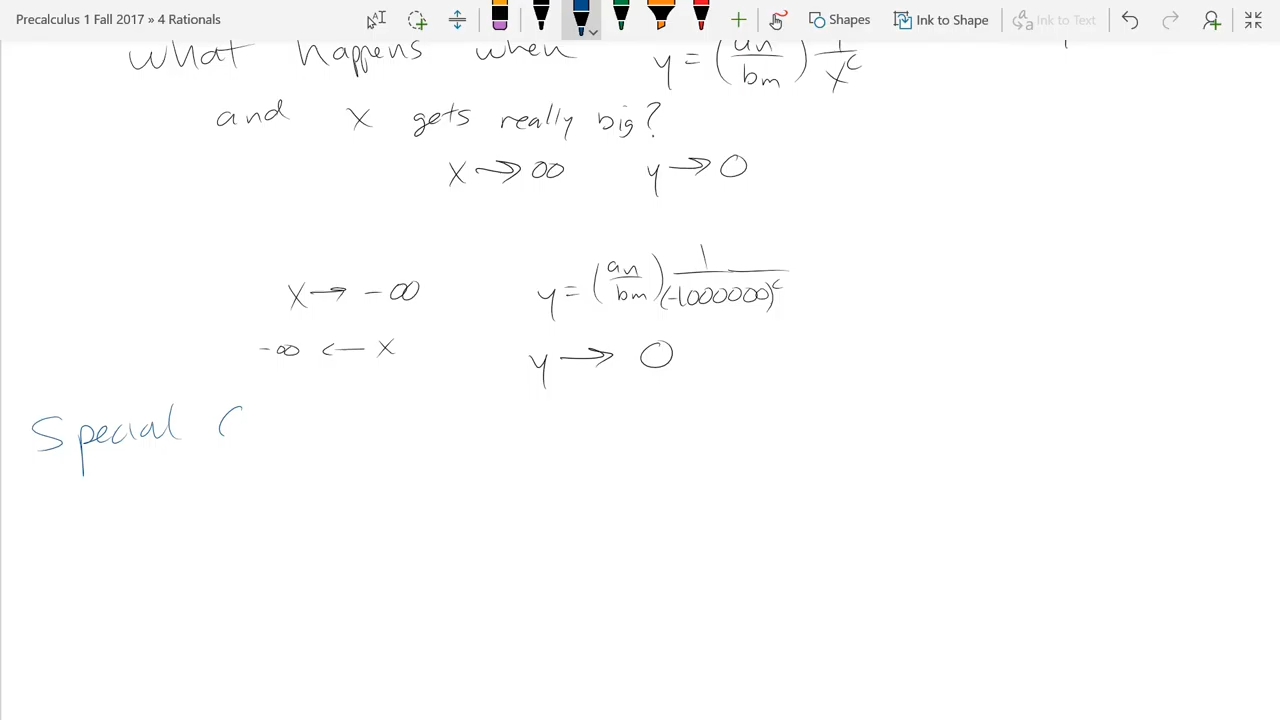 Precalculus 1 Fall 2017 » 4 Rationals
Shapes
Ink to Shape
Ink to Text
What happens when y = (an/bm) 1/x^c
and x gets really big?
x → ∞ y → 0
x → -∞ y = (an/bm) 1/(-1000000)^c
-∞ ← x y → 0
Special C